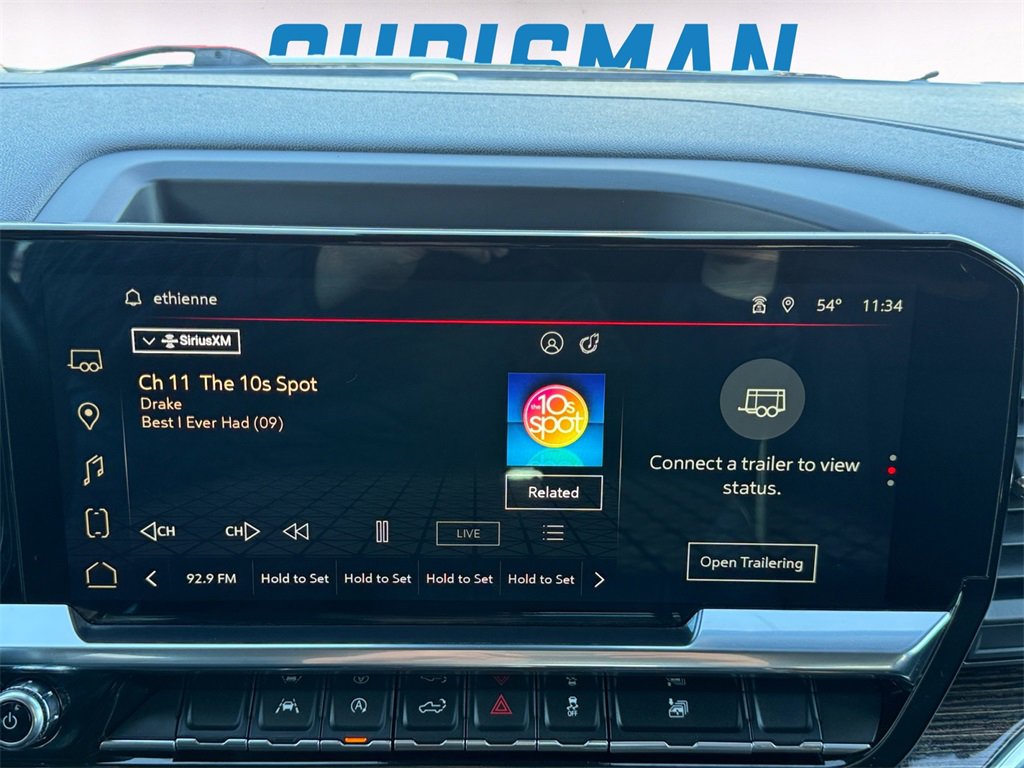 CHRISMAN
ethienne 54° 11:34
SiriusXM
Ch 11 The 10s Spot
Drake
Best I Ever Had (09)
the 10s
spot
Related
Connect a trailer to view
status.
CH CH LIVE
Open Trailering
92.9 FM Hold to Set Hold to Set Hold to Set Hold to Set
A
OFF